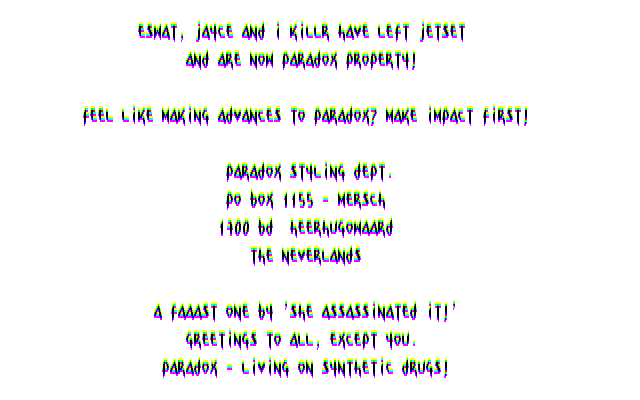 ESWAT, JAYCE AND I KILLR HAVE LEFT JETSET
AND ARE NOW PARADOX PROPERTY!
FEEL LIKE MAKING ADVANCES TO PARADOX? MAKE IMPACT FIRST!
PARADOX STYLING DEPT.
PO BOX 1155 - MERSCH
1700 BD HEERHUGOWAARD
THE NEVERLANDS
A FAAAST ONE BY 'SHE ASSASSINATED IT!'
GREETINGS TO ALL, EXCEPT YOU.
PARADOX - LIVING ON SYNTHETIC DRUGS!